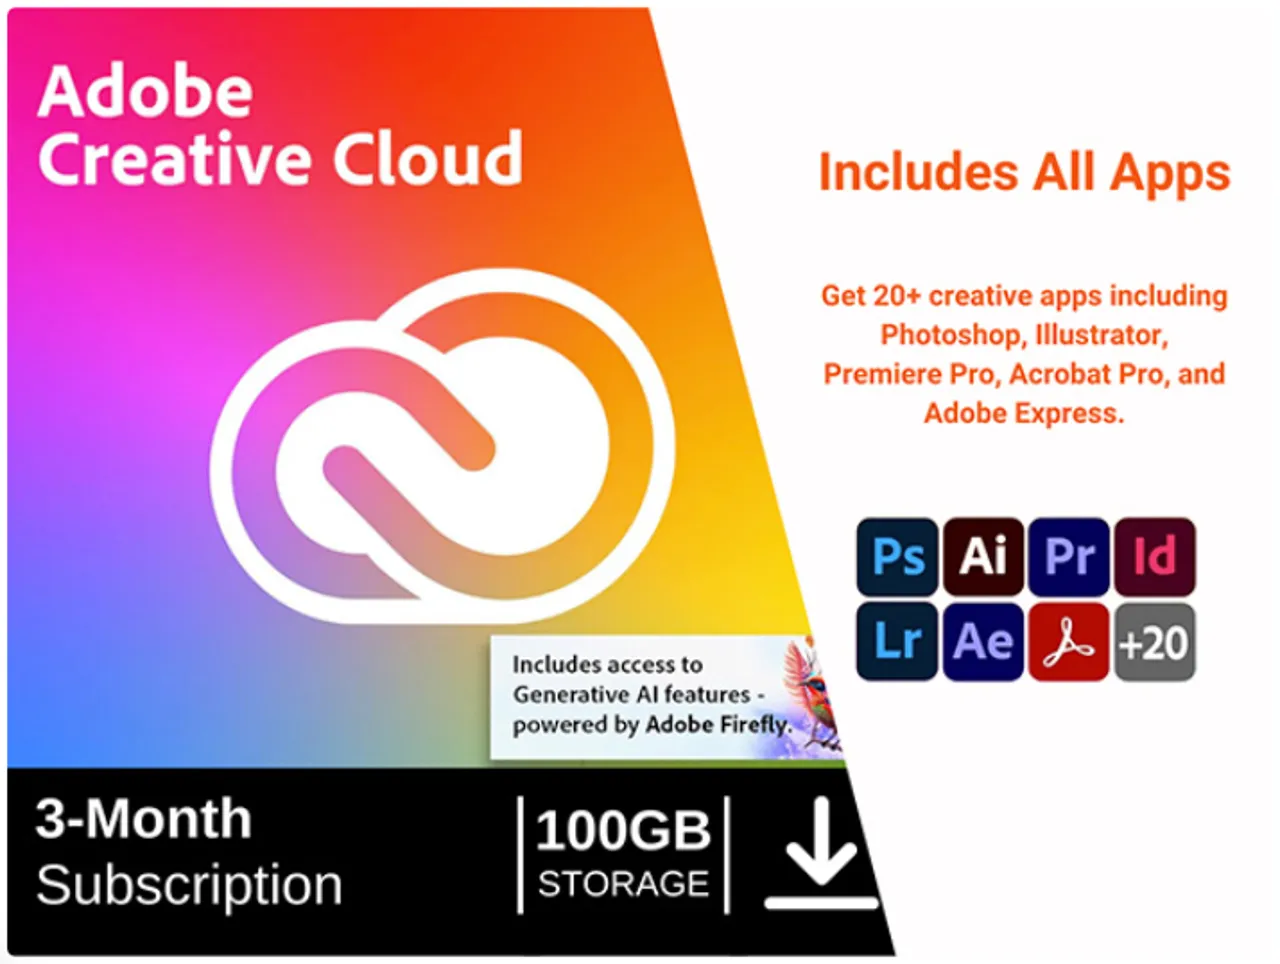 Adobe
Creative Cloud
Includes All Apps
Get 20+ creative apps including
Photoshop, Illustrator,
Premiere Pro, Acrobat Pro, and
Adobe Express.
Ps Ai Pr Id
Lr Ae +20
Includes access to
Generative AI features -
powered by Adobe Firefly.
3-Month
Subscription
100GB
STORAGE